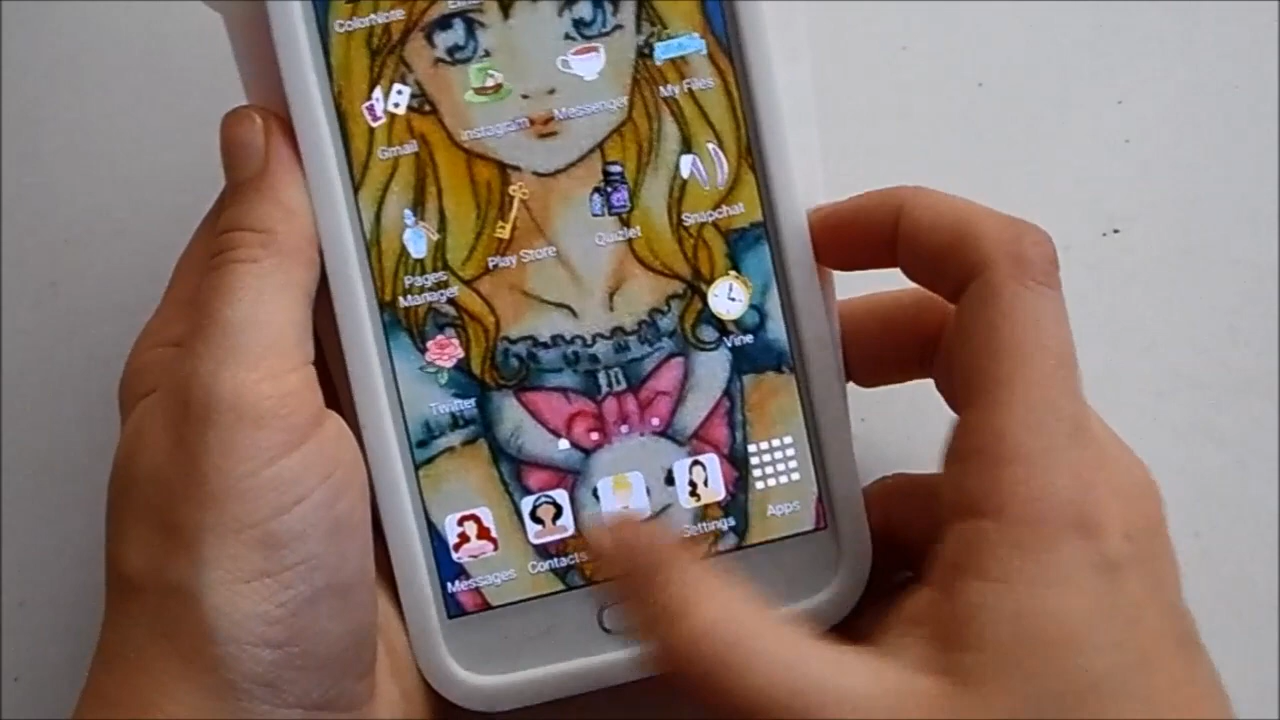 ColorNote
Instagram
Messenger
My Files
Gmail
Pages
Manager
Play Store
Quizlet
Snapchat
Twitter
Vine
Messages
Contacts
Settings
Apps